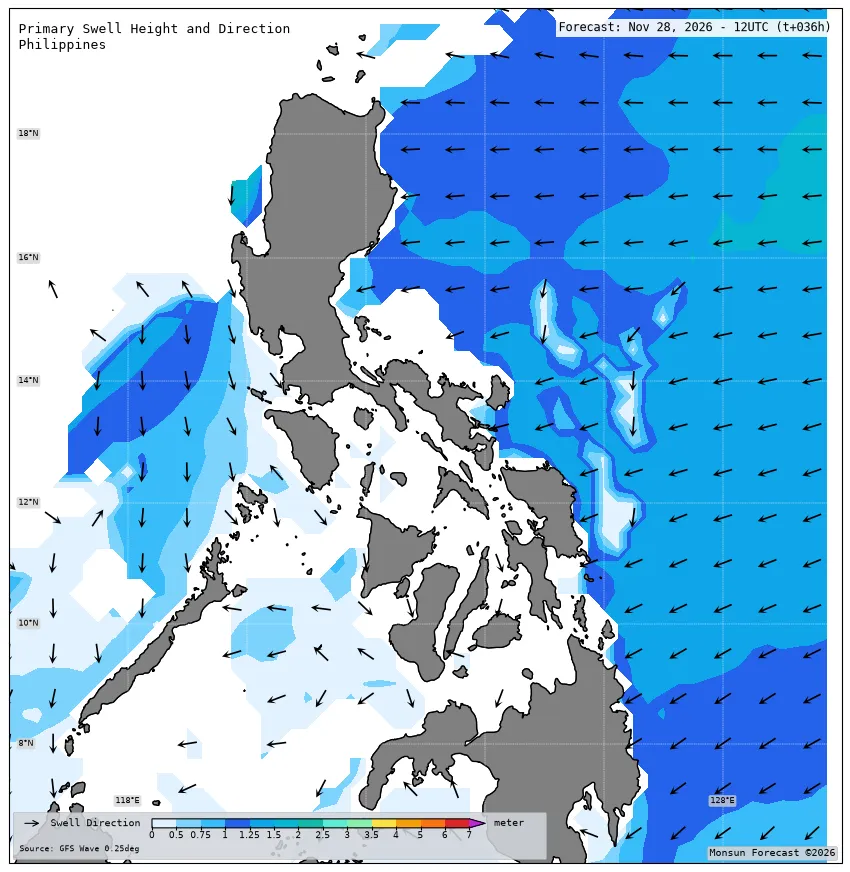 Primary Swell Height and Direction
Philippines
Forecast: Nov 28, 2026 - 12UTC (t+036h)
18°N
16°N
14°N
12°N
10°N
8°N
118°E
128°E
Swell Direction
meter
0 0.5 0.75 1 1.25 1.5 2 2.5 3 3.5 4 5 6 7
Source: GFS Wave 0.25deg
Monsun Forecast ©2026